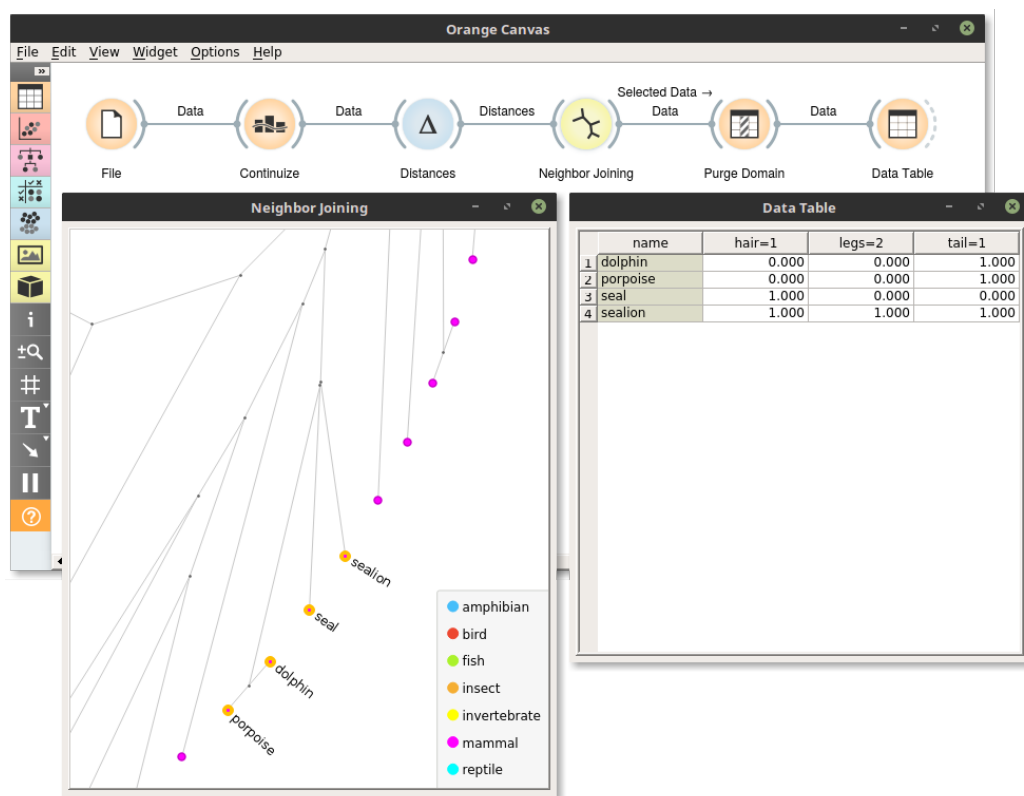 Orange Canvas
File Edit View Widget Options Help
»
Selected Data →
Data Data Distances Data Data
File Continuize Distances Neighbor Joining Purge Domain Data Table
Neighbor Joining
sealion
seal
dolphin
porpoise
amphibian
bird
fish
insect
invertebrate
mammal
reptile
Data Table
name hair=1 legs=2 tail=1
1 dolphin 0.000 0.000 1.000
2 porpoise 0.000 0.000 1.000
3 seal 1.000 0.000 0.000
4 sealion 1.000 1.000 1.000